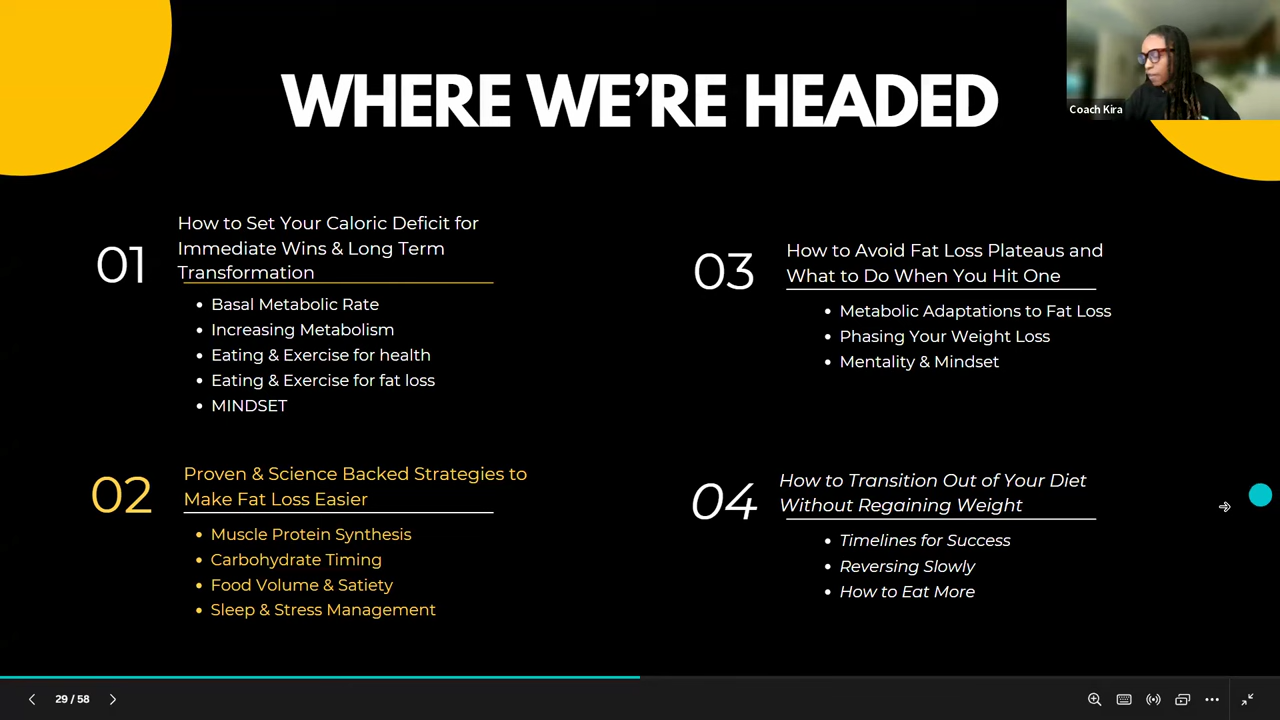 WHERE WE'RE HEADED
Coach Kira
01
How to Set Your Caloric Deficit for
Immediate Wins & Long Term
Transformation
• Basal Metabolic Rate
• Increasing Metabolism
• Eating & Exercise for health
• Eating & Exercise for fat loss
• MINDSET
02
Proven & Science Backed Strategies to
Make Fat Loss Easier
• Muscle Protein Synthesis
• Carbohydrate Timing
• Food Volume & Satiety
• Sleep & Stress Management
03
How to Avoid Fat Loss Plateaus and
What to Do When You Hit One
• Metabolic Adaptations to Fat Loss
• Phasing Your Weight Loss
• Mentality & Mindset
04
How to Transition Out of Your Diet
Without Regaining Weight
• Timelines for Success
• Reversing Slowly
• How to Eat More
29 / 58